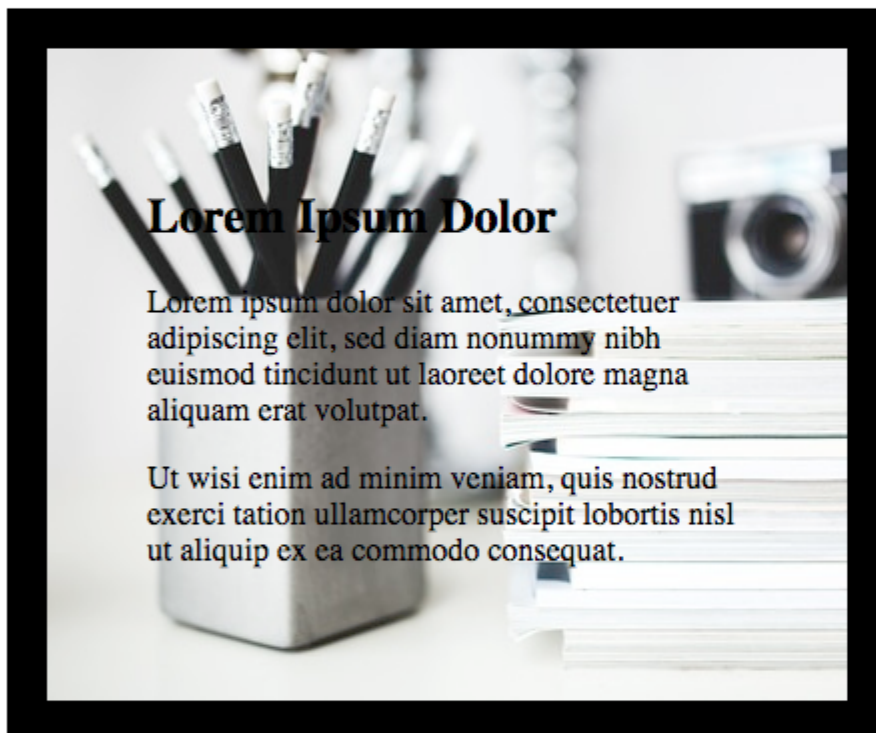 Lorem Ipsum Dolor
Lorem ipsum dolor sit amet, consectetuer
adipiscing elit, sed diam nonummy nibh
euismod tincidunt ut laoreet dolore magna
aliquam erat volutpat.
Ut wisi enim ad minim veniam, quis nostrud
exerci tation ullamcorper suscipit lobortis nisl
ut aliquip ex ea commodo consequat.